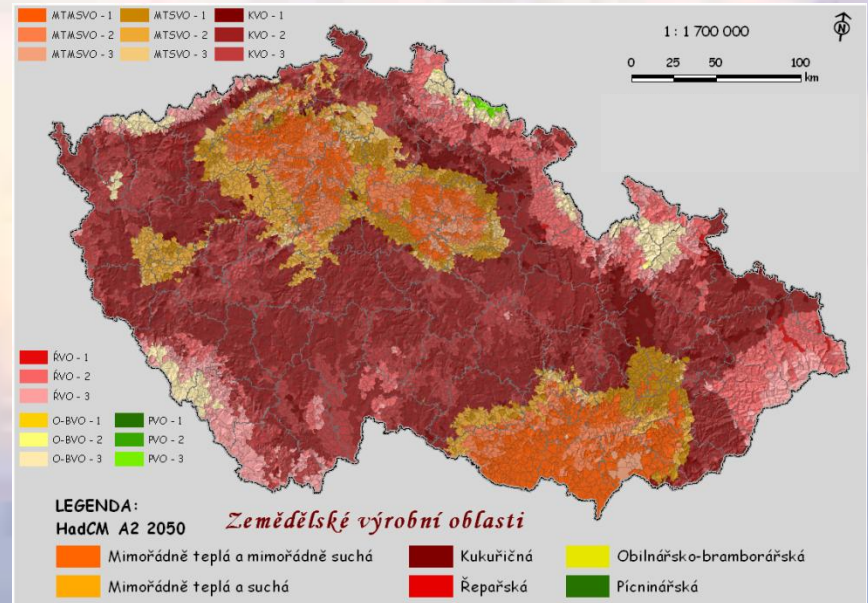 MTMSVO - 1 MTSVO - 1 KVO - 1
MTMSVO - 2 MTSVO - 2 KVO - 2
MTMSVO - 3 MTSVO - 3 KVO - 3
1 : 1 700 000
N
0 50 100
km
ŘVO - 1
ŘVO - 2
ŘVO - 3
O-BVO - 1 PVO - 1
O-BVO - 2 PVO - 2
O-BVO - 3 PVO - 3
LEGENDA:
HadCM A2 2050
Zemědělské výrobní oblasti
Mimořádně teplá a mimořádně suchá Kukuřičná Obilnářsko-bramborářská
Mimořádně teplá a suchá Řepařská Pícninářská